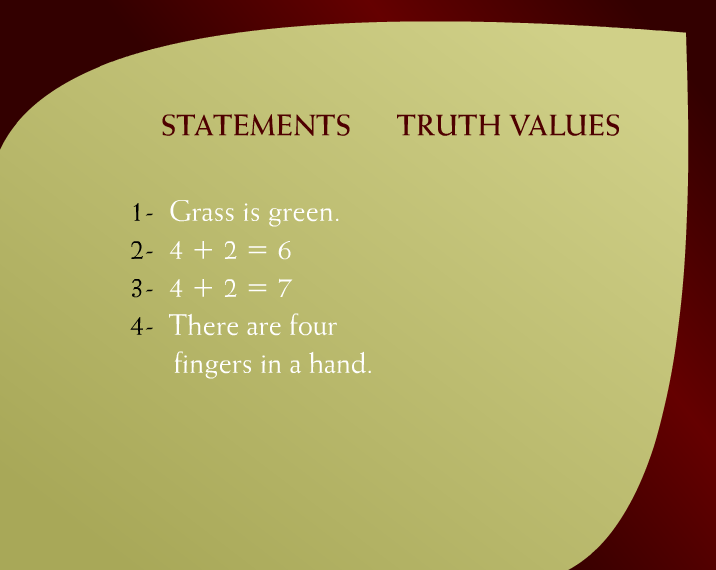 STATEMENTS TRUTH VALUES
1- Grass is green.
2- 4 + 2 = 6
3- 4 + 2 = 7
4- There are four
fingers in a hand.